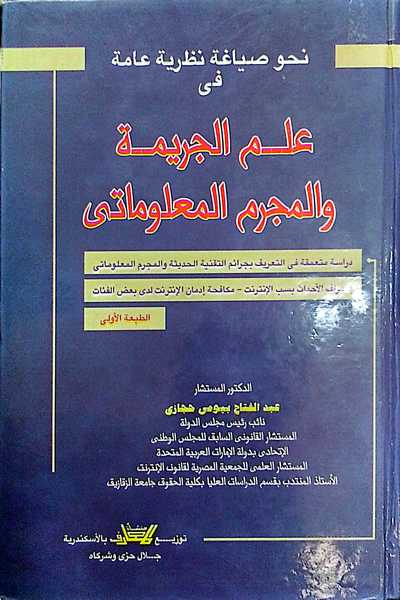 نحو صياغة نظرية عامة
فى
علم الجريمة
والمجرم المعلوماتى
دراسة متعمقة فى التعريف بجرائم التقنية الحديثة والمجرم المعلوماتى
الأحداث بسبب الإنترنت - مكافحة إدمان الإنترنت لدى بعض الفئات
الطبعة الأولى
الدكتور المستشار
عبد الفتاح بيومى حجازى
نائب رئيس مجلس الدولة
المستشار القانونى السابق للمجلس الوطنى
الإتحادى بدولة الإمارات العربية المتحدة
المستشار العلمى للجمعية المصرية لقانون الإنترنت
الأستاذ المنتدب بقسم الدراسات العليا بكلية الحقوق جامعة الزقازيق
توزيع منشأة المعارف بالأسكندرية
جلال حزى وشركاه